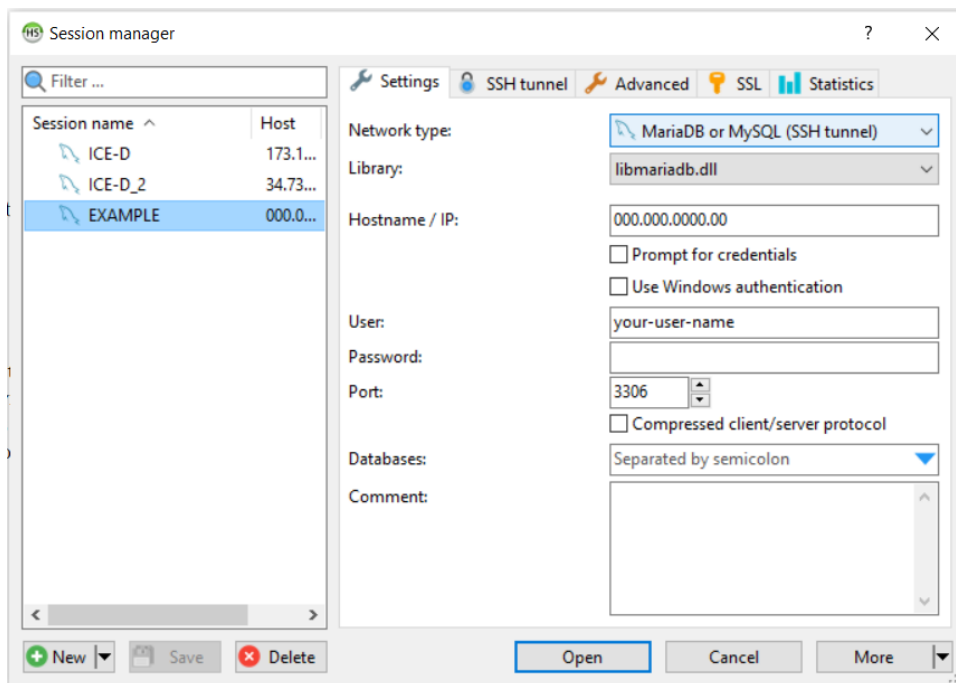 HS Session manager ?
Filter ...
Session name Host
ICE-D 173.1...
ICE-D_2 34.73...
EXAMPLE 000.0...
New Save Delete
Settings SSH tunnel Advanced SSL Statistics
Network type: MariaDB or MySQL (SSH tunnel)
Library: libmariadb.dll
Hostname / IP: 000.000.0000.00
Prompt for credentials
Use Windows authentication
User: your-user-name
Password:
Port: 3306
Compressed client/server protocol
Databases: Separated by semicolon
Comment:
Open Cancel More